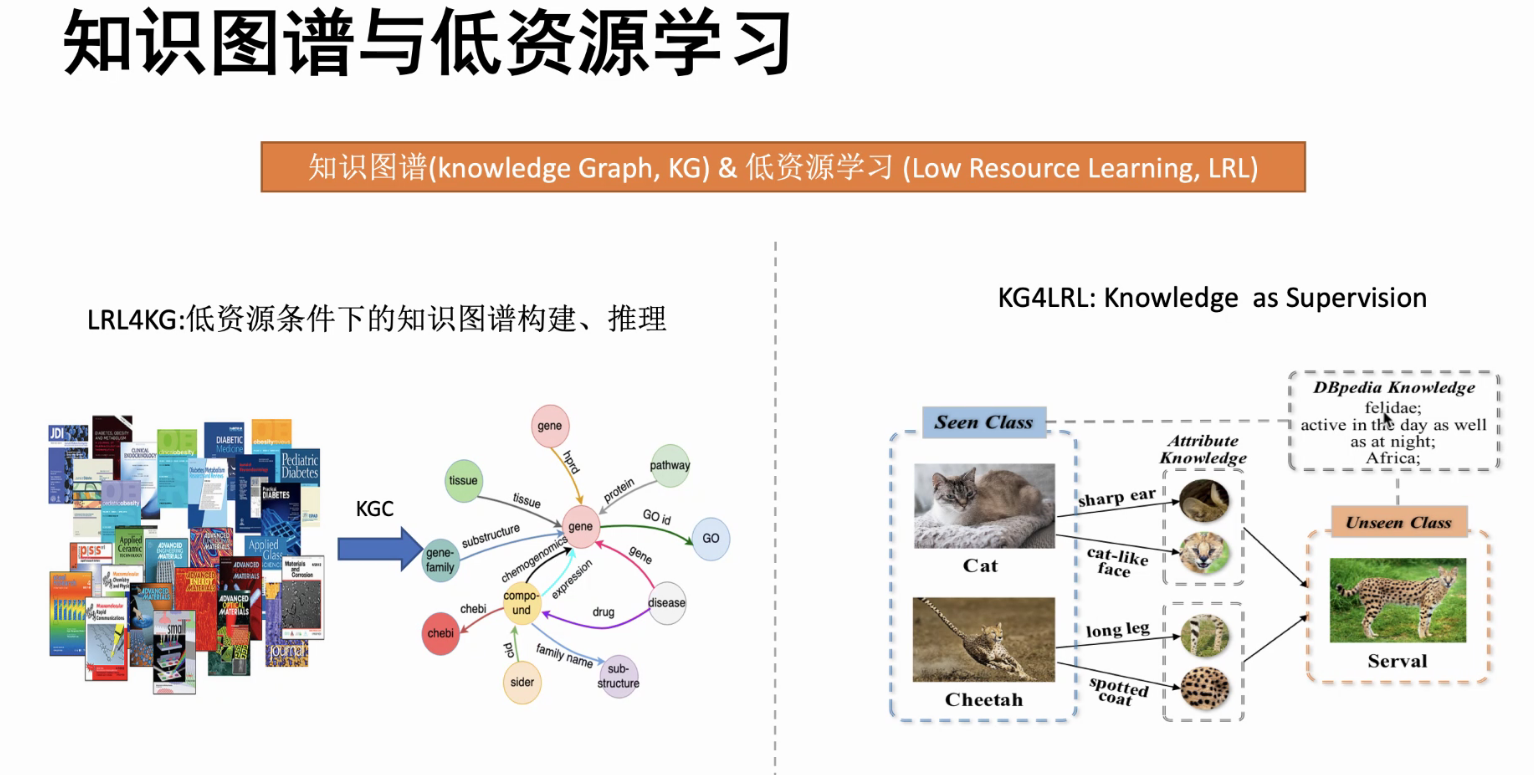 知识图谱与低资源学习
知识图谱(knowledge Graph, KG) & 低资源学习 (Low Resource Learning, LRL)
LRL4KG:低资源条件下的知识图谱构建、推理
JDI
DIABETIC
Medicine
Pediatric
Diabetes
DIABETES
Applied
Ceramic
Applied
Glass
ADVANCED
MATERIALS
Materials
and
Corrosion
ADVANCED
OPTICAL
MATERIALS
small
journal
KGC
gene
hprd
tissue
tissue
pathway
protein
gene
GO id
GO
gene-
family
substructure
chemogenomics
expression
gene
compo-
und
disease
drug
chebi
chebi
cid
sider
family name
sub-
structure
KG4LRL: Knowledge as Supervision
DBpedia Knowledge
felidae;
active in the day as well
as at night;
Africa;
Seen Class
Attribute
Knowledge
sharp ear
cat-like
face
Cat
long leg
spotted
coat
Cheetah
Unseen Class
Serval